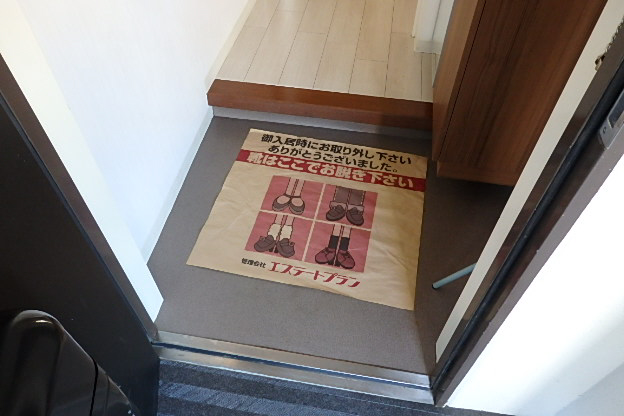 御入居時にお取り外し下さい
ありがとうございました。
靴はここでお脱ぎ下さい
管理会社 エステートプラン